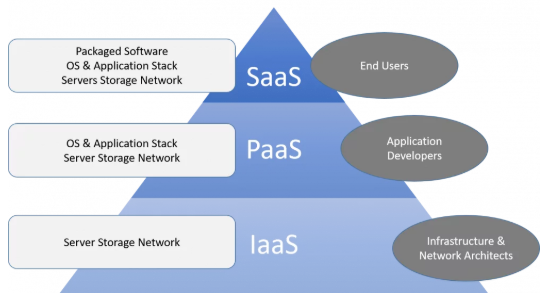 Packaged Software
OS & Application Stack
Servers Storage Network
SaaS
End Users
OS & Application Stack
Server Storage Network
PaaS
Application
Developers
Server Storage Network
IaaS
Infrastructure &
Network Architects